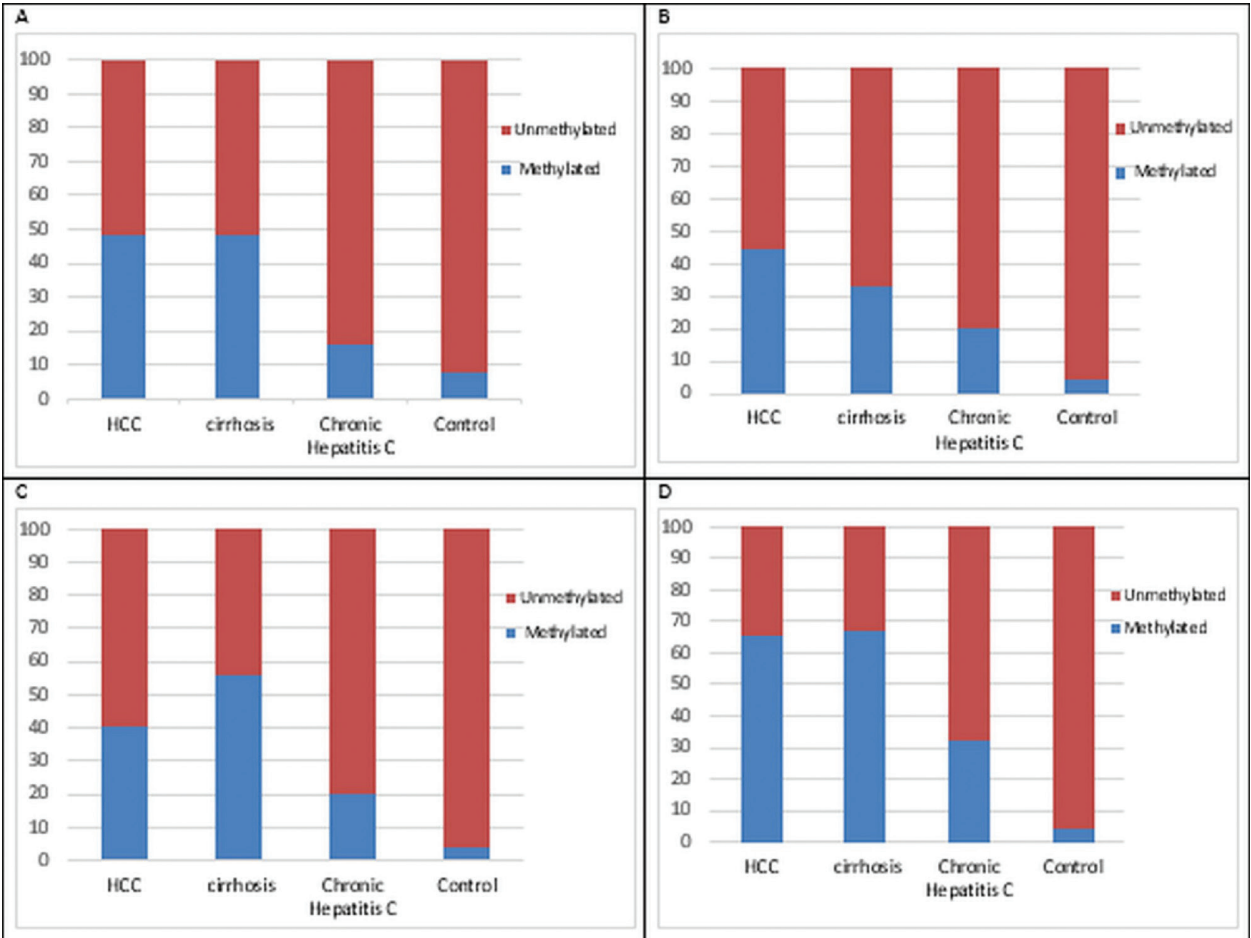 A
100
90
80
70
60
50
40
30
20
10
0
HCC
cirrhosis
Chronic
Hepatitis C
Control
Unmethylated
Methylated
B
100
90
80
70
60
50
40
30
20
10
0
HCC
cirrhosis
Chronic
Hepatitis C
Control
Unmethylated
Methylated
C
100
90
80
70
60
50
40
30
20
10
0
HCC
cirrhosis
Chronic
Hepatitis C
Control
Unmethylated
Methylated
D
100
90
80
70
60
50
40
30
20
10
0
HCC
cirrhosis
Chronic
Hepatitis C
Control
Unmethylated
Methylated